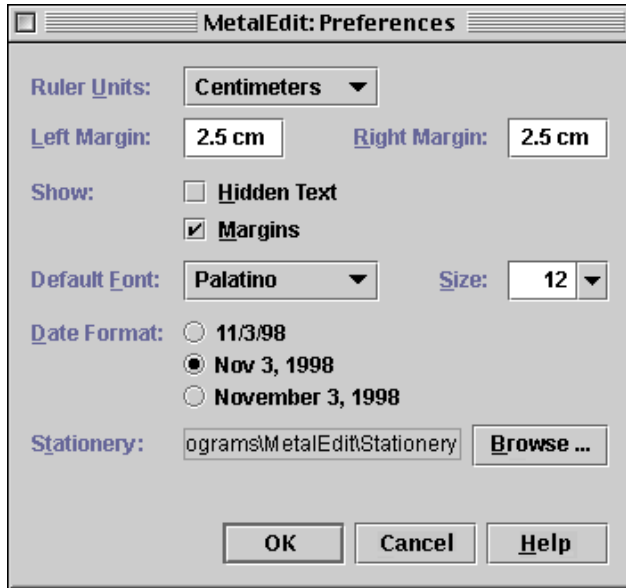 MetalEdit: Preferences
Ruler Units: Centimeters
Left Margin: 2.5 cm Right Margin: 2.5 cm
Show: Hidden Text
Margins
Default Font: Palatino Size: 12
Date Format: 11/3/98
Nov 3, 1998
November 3, 1998
Stationery: ograms\MetalEdit\Stationery Browse ...
OK Cancel Help